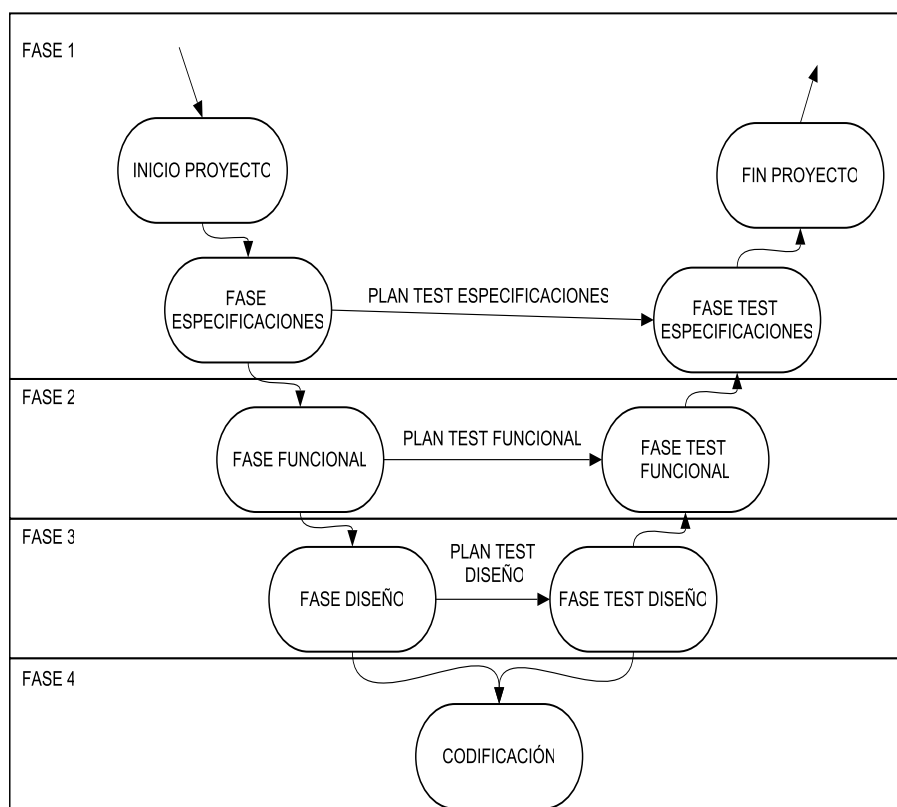 FASE 1
INICIO PROYECTO
FIN PROYECTO
FASE
ESPECIFICACIONES
PLAN TEST ESPECIFICACIONES
FASE TEST
ESPECIFICACIONES
FASE 2
FASE FUNCIONAL
PLAN TEST FUNCIONAL
FASE TEST
FUNCIONAL
FASE 3
FASE DISEÑO
PLAN TEST
DISEÑO
FASE TEST DISEÑO
FASE 4
CODIFICACIÓN